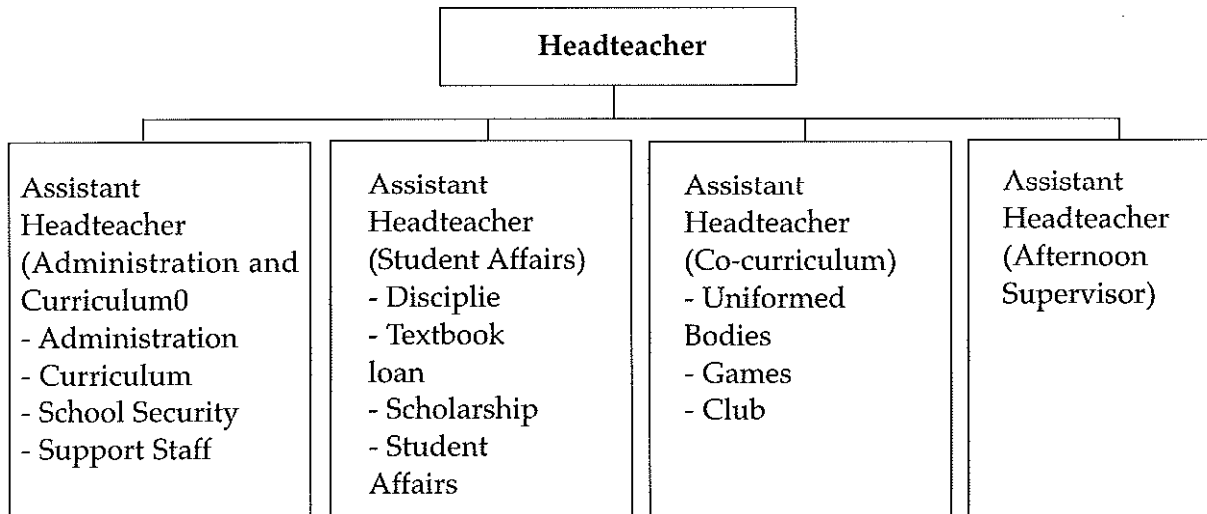 Headteacher
Assistant
Headteacher
(Administration and
Curriculum0
- Administration
- Curriculum
- School Security
- Support Staff
Assistant
Headteacher
(Student Affairs)
- Disciplie
- Textbook
loan
- Scholarship
- Student
Affairs
Assistant
Headteacher
(Co-curriculum)
- Uniformed
Bodies
- Games
- Club
Assistant
Headteacher
(Afternoon
Supervisor)